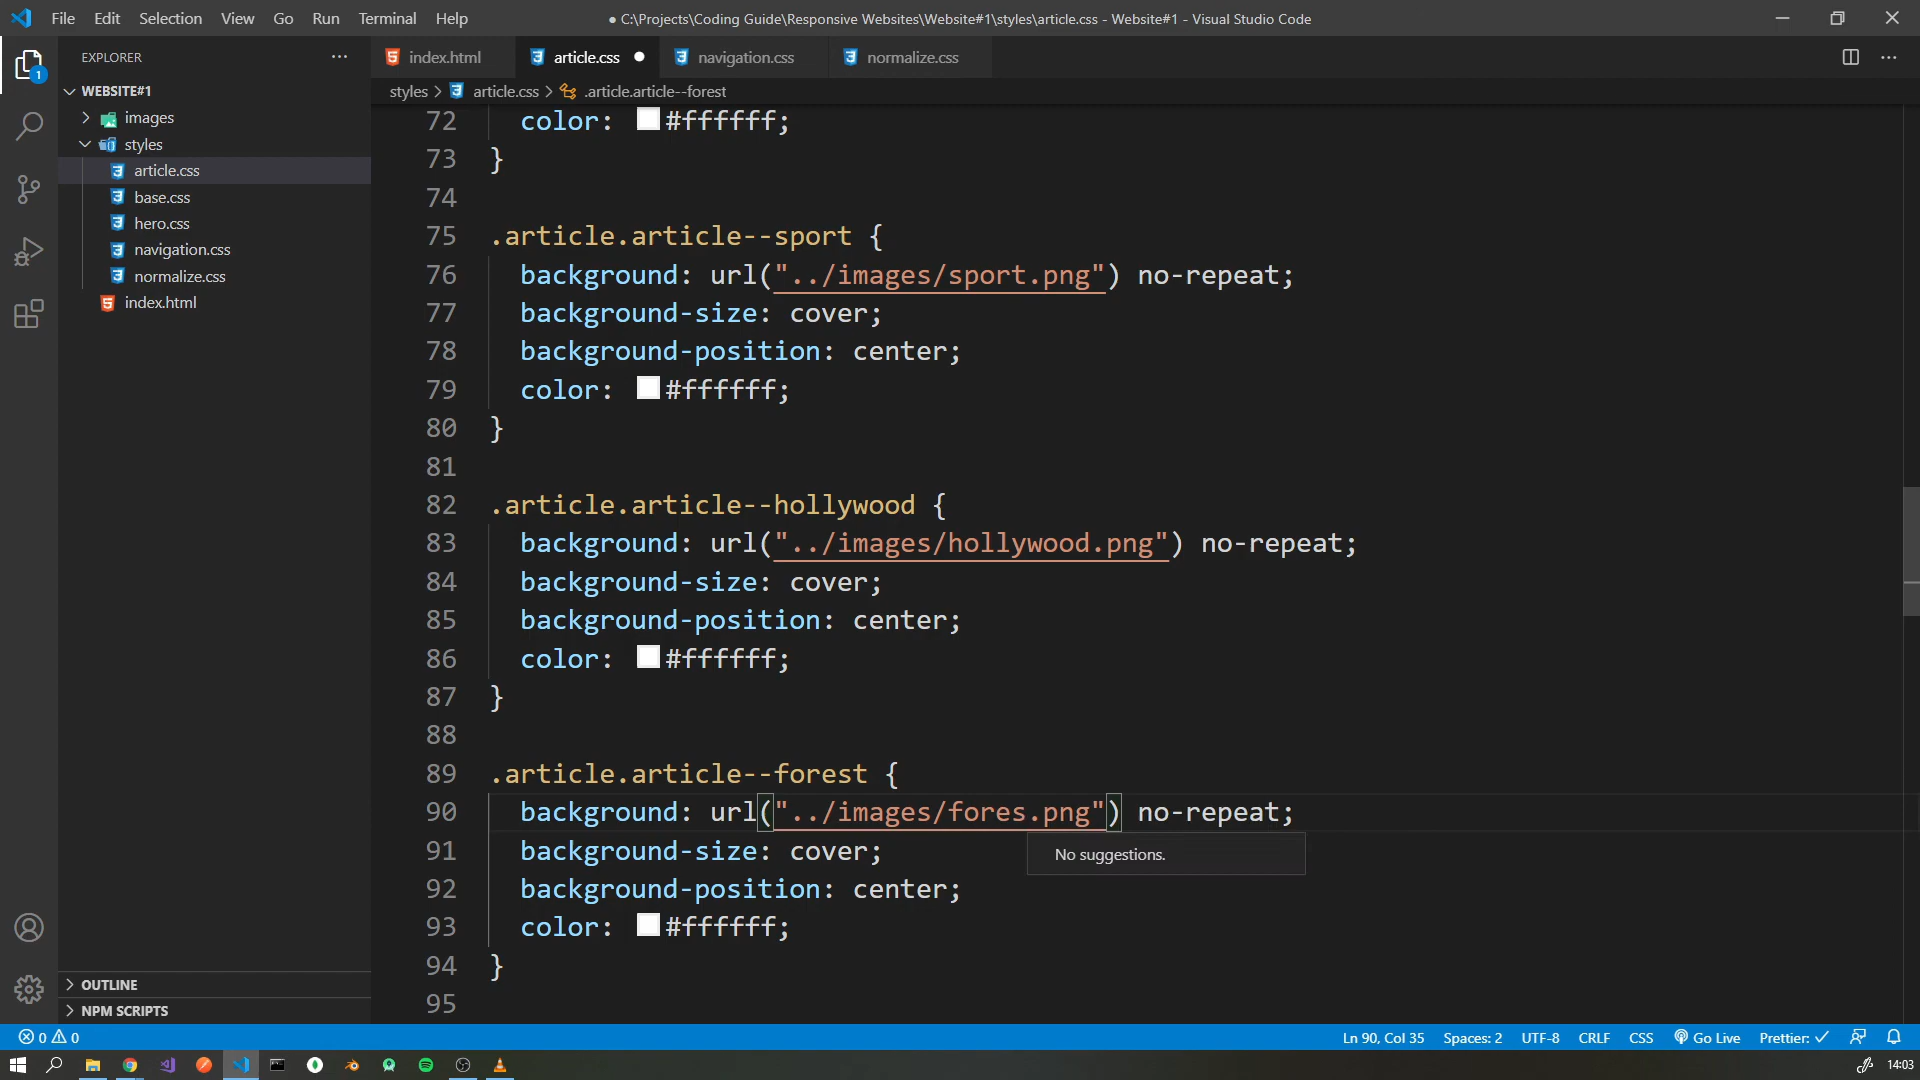 File Edit Selection View Go Run Terminal Help
● C:\Projects\Coding Guide\Responsive Websites\Website#1\styles\article.css - Website#1 - Visual Studio Code
EXPLORER
index.html
article.css
navigation.css
normalize.css
styles > article.css > .article.article--forest
1
WEBSITE#1
images
styles
article.css
base.css
hero.css
navigation.css
normalize.css
index.html
OUTLINE
NPM SCRIPTS
72 color: #ffffff;
73 }
74
75 .article.article--sport {
76 background: url("../images/sport.png") no-repeat;
77 background-size: cover;
78 background-position: center;
79 color: #ffffff;
80 }
81
82 .article.article--hollywood {
83 background: url("../images/hollywood.png") no-repeat;
84 background-size: cover;
85 background-position: center;
86 color: #ffffff;
87 }
88
89 .article.article--forest {
90 background: url("../images/fores.png") no-repeat;
91 background-size: cover;
No suggestions.
92 background-position: center;
93 color: #ffffff;
94 }
95
0 0
Ln 90, Col 35 Spaces: 2 UTF-8 CRLF CSS Go Live Prettier: ✓
14:03